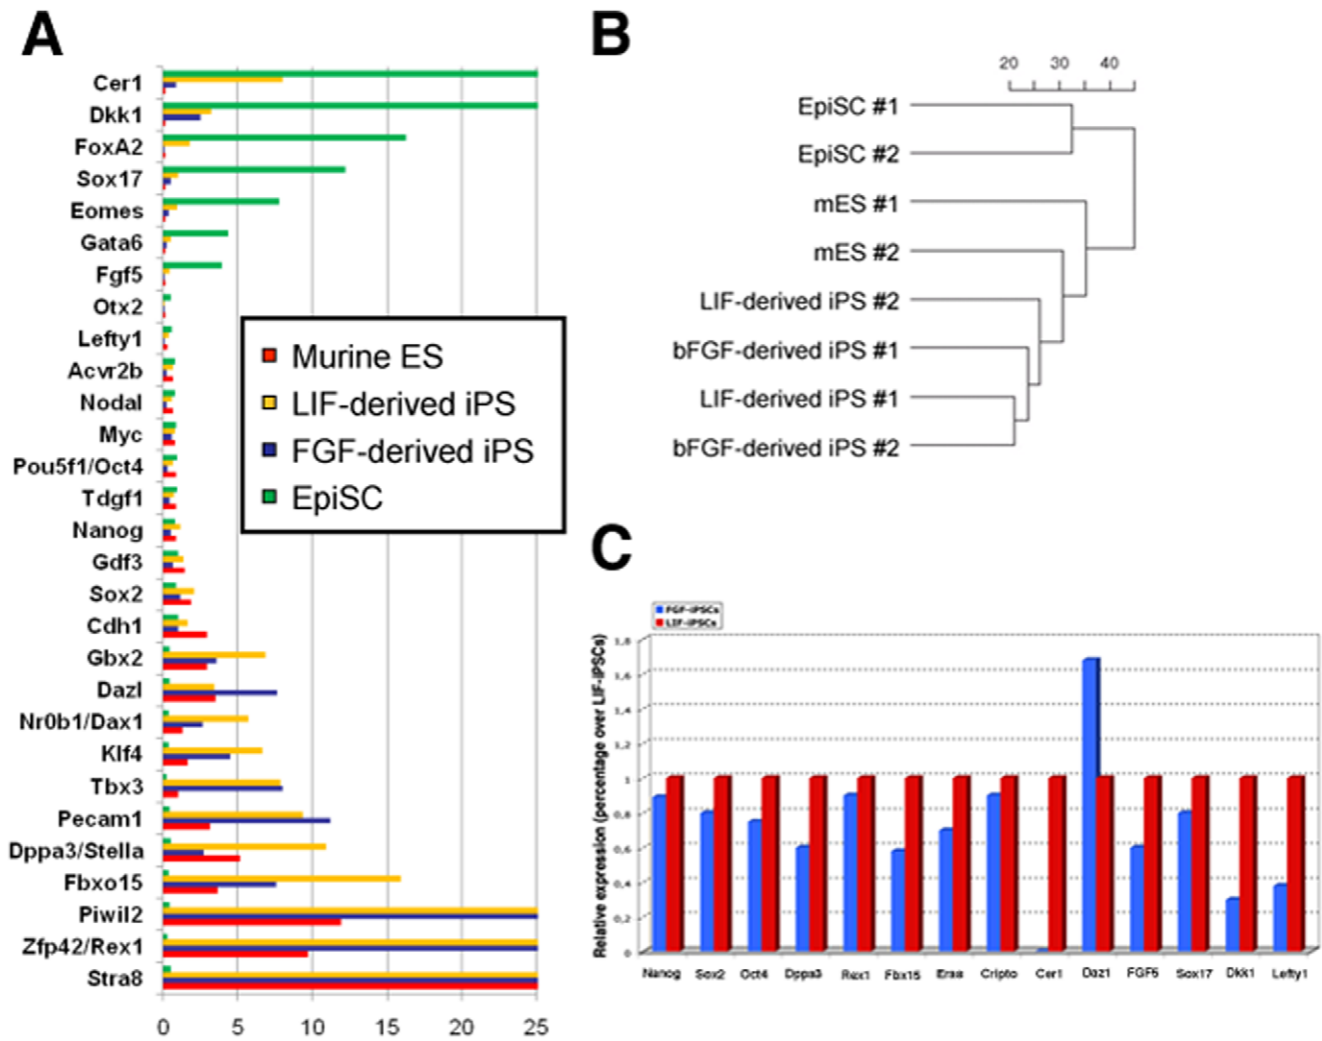 A
Cer1
Dkk1
FoxA2
Sox17
Eomes
Gata6
Fgf5
Otx2
Lefty1
Acvr2b
Nodal
Myc
Pou5f1/Oct4
Tdgf1
Nanog
Gdf3
Sox2
Cdh1
Gbx2
Dazl
Nr0b1/Dax1
Klf4
Tbx3
Pecam1
Dppa3/Stella
Fbxo15
Piwil2
Zfp42/Rex1
Stra8
0 5 10 15 20 25
Murine ES
LIF-derived iPS
FGF-derived iPS
EpiSC
B
20 30 40
EpiSC #1
EpiSC #2
mES #1
mES #2
LIF-derived iPS #2
bFGF-derived iPS #1
LIF-derived iPS #1
bFGF-derived iPS #2
C
FGF-iPSCs
LIF-iPSCs
Relative expression (percentage over LIF-iPSCs)
1,8
1,6
1,4
1,2
1
0,8
0,6
0,4
0,2
0
Nanog Sox2 Oct4 Dppa3 Rex1 Fbx15 Eras Cripto Cer1 Dazl FGF5 Sox17 Dkk1 Lefty1